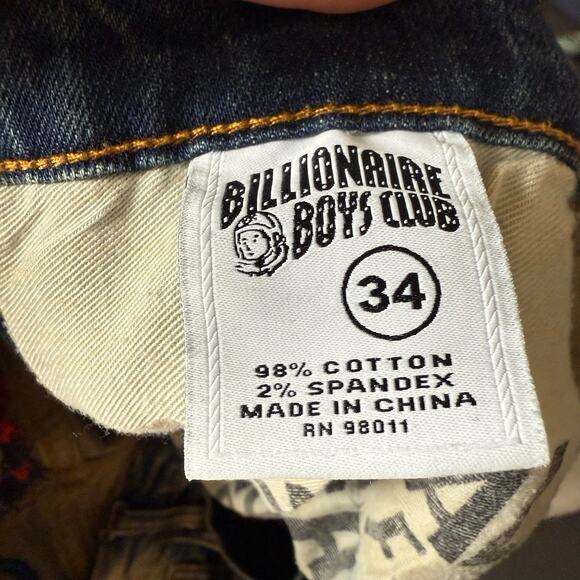 BILLIONAIRE
BOYS CLUB
34
98% COTTON
2% SPANDEX
MADE IN CHINA
RN 98011